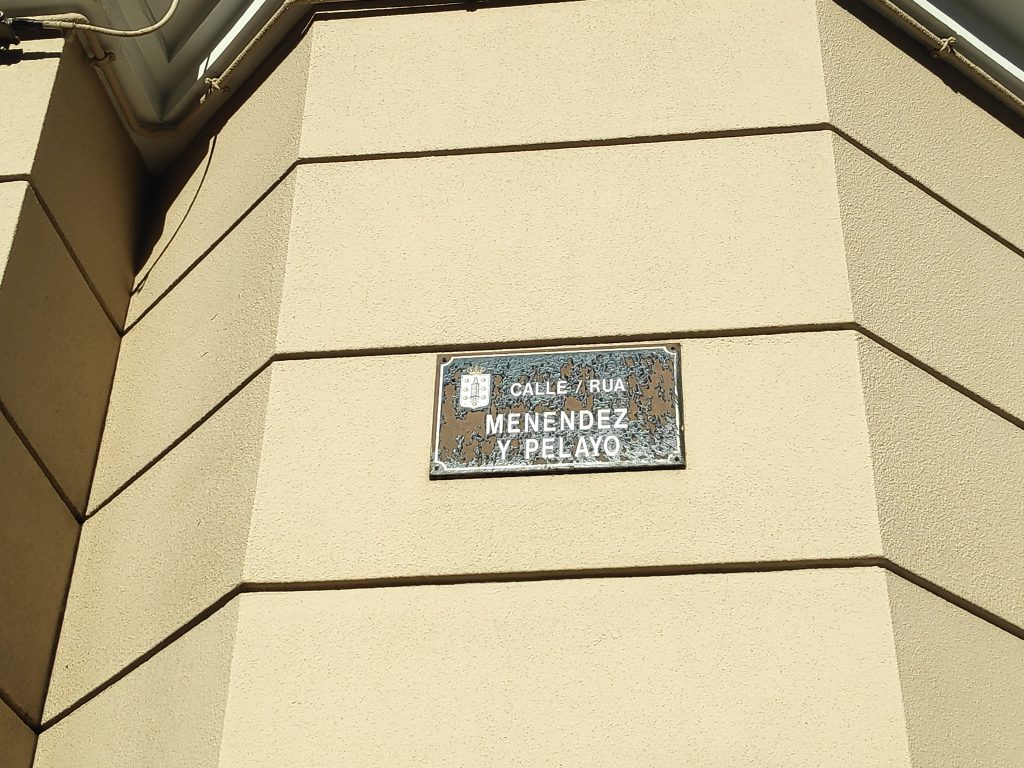 CALLE / RUA
MENENDEZ
Y PELAYO